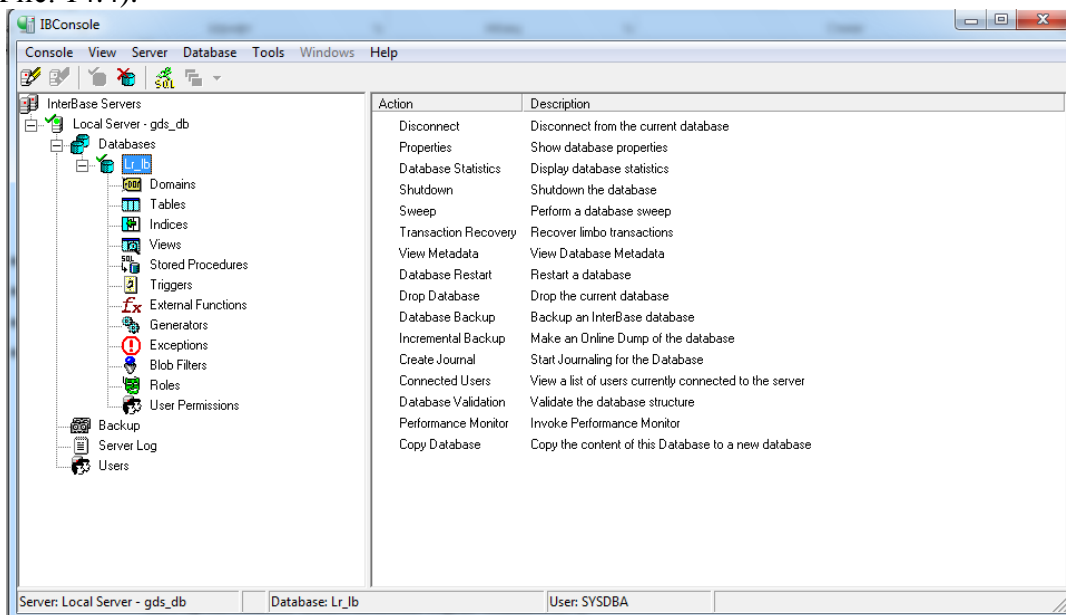 Рис. 14.4).
IBConsole
Console View Server Database Tools Windows Help
SQL
InterBase Servers
Local Server - gds_db
Databases
Lr_lb
Domains
Tables
Indices
Views
Stored Procedures
Triggers
External Functions
Generators
Exceptions
Blob Filters
Roles
User Permissions
Backup
Server Log
Users
Action Description
Disconnect Disconnect from the current database
Properties Show database properties
Database Statistics Display database statistics
Shutdown Shutdown the database
Sweep Perform a database sweep
Transaction Recovery Recover limbo transactions
View Metadata View Database Metadata
Database Restart Restart a database
Drop Database Drop the current database
Database Backup Backup an InterBase database
Incremental Backup Make an Online Dump of the database
Create Journal Start Journaling for the Database
Connected Users View a list of users currently connected to the server
Database Validation Validate the database structure
Performance Monitor Invoke Performance Monitor
Copy Database Copy the content of this Database to a new database
Server: Local Server - gds_db Database: Lr_lb User: SYSDBA